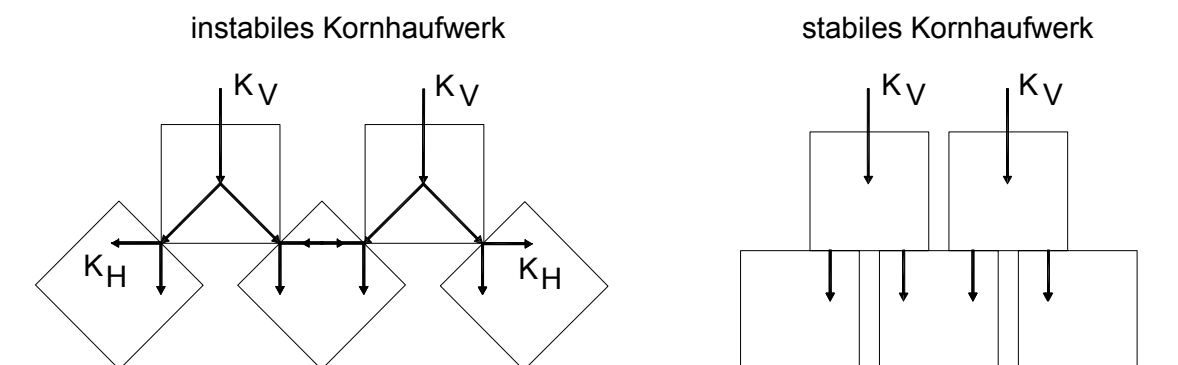 instabiles Kornhaufwerk
stabiles Kornhaufwerk
KV KV
KV KV
KH KH